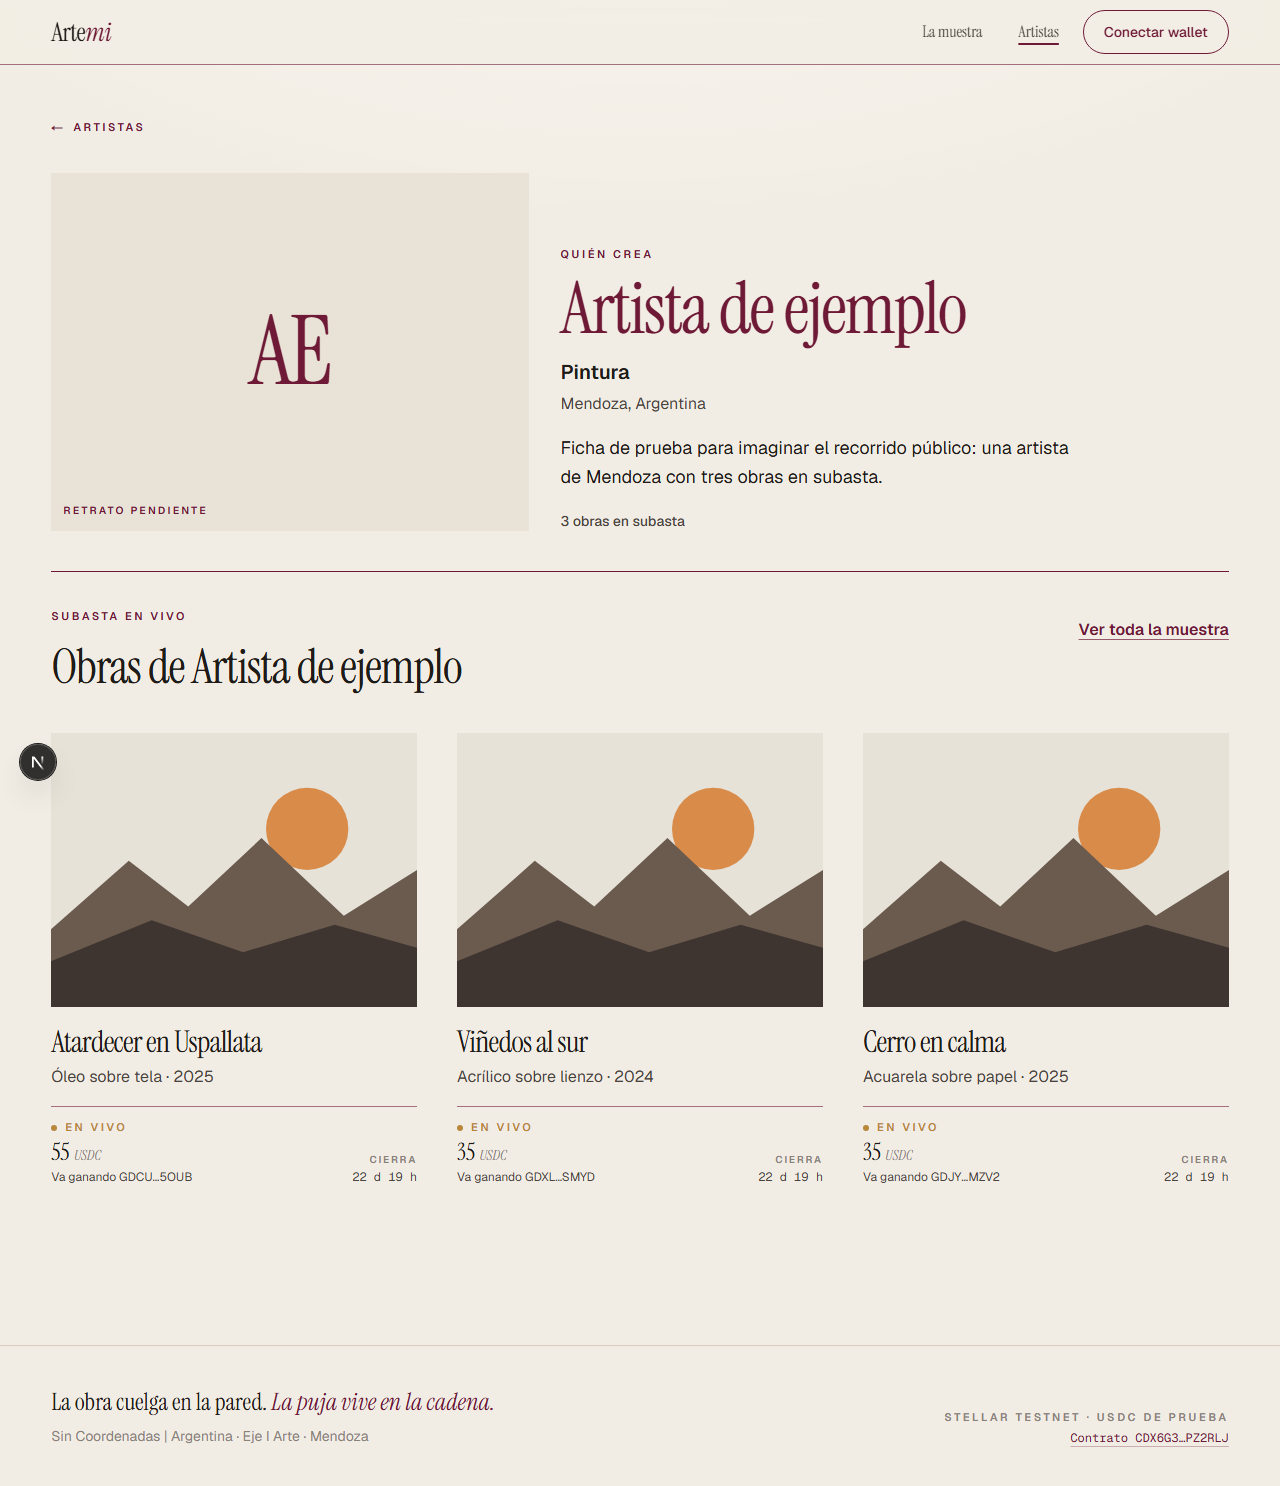 Artemi
La muestra
Artistas
Conectar wallet
← ARTISTAS
AE
RETRATO PENDIENTE
QUIÉN CREA
Artista de ejemplo
Pintura
Mendoza, Argentina
Ficha de prueba para imaginar el recorrido público: una artista
de Mendoza con tres obras en subasta.
3 obras en subasta
SUBASTA EN VIVO
Obras de Artista de ejemplo
Ver toda la muestra
N
Atardecer en Uspallata
Óleo sobre tela · 2025
EN VIVO
55 USDC
Va ganando GDCU…5OUB
CIERRA
22 d 19 h
Viñedos al sur
Acrílico sobre lienzo · 2024
EN VIVO
35 USDC
Va ganando GDXL…SMYD
CIERRA
22 d 19 h
Cerro en calma
Acuarela sobre papel · 2025
EN VIVO
35 USDC
Va ganando GDJY…MZV2
CIERRA
22 d 19 h
La obra cuelga en la pared. La puja vive en la cadena.
Sin Coordenadas | Argentina · Eje I Arte · Mendoza
STELLAR TESTNET · USDC DE PRUEBA
Contrato CDX6G3…PZ2RLJ